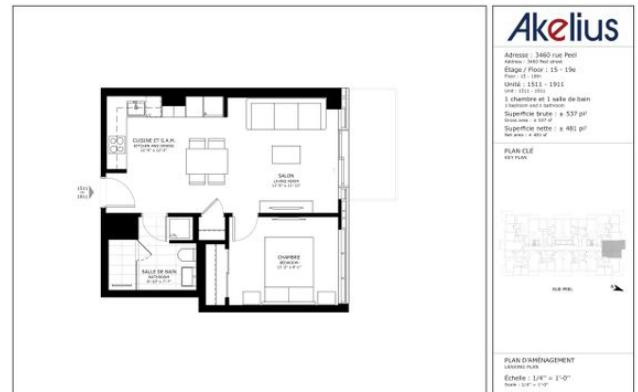 Akelius
Adresse : 3460 rue Peel
Address : 3460 Peel street
Étage / Floor : 15 - 19e
Floor : 15 - 19th
Unité : 1511 - 1911
Unit : 1511 - 1911
1 chambre et 1 salle de bain
1 bedroom and 1 bathroom
Superficie brute : ± 537 pi²
Gross area : ± 537 sf
Superficie nette : ± 481 pi²
Net area : ± 481 sf
PLAN CLÉ
KEY PLAN
RUE PEEL
PLAN D'AMÉNAGEMENT
Échelle : 1/4" = 1'-0"
Scale : 1/4" = 1'-0"
CUISINE ET S.A.M.
KITCHEN AND DINING
SALON
LIVING ROOM
1511
1911
CHAMBRE
BEDROOM
SALLE DE BAIN
BATHROOM